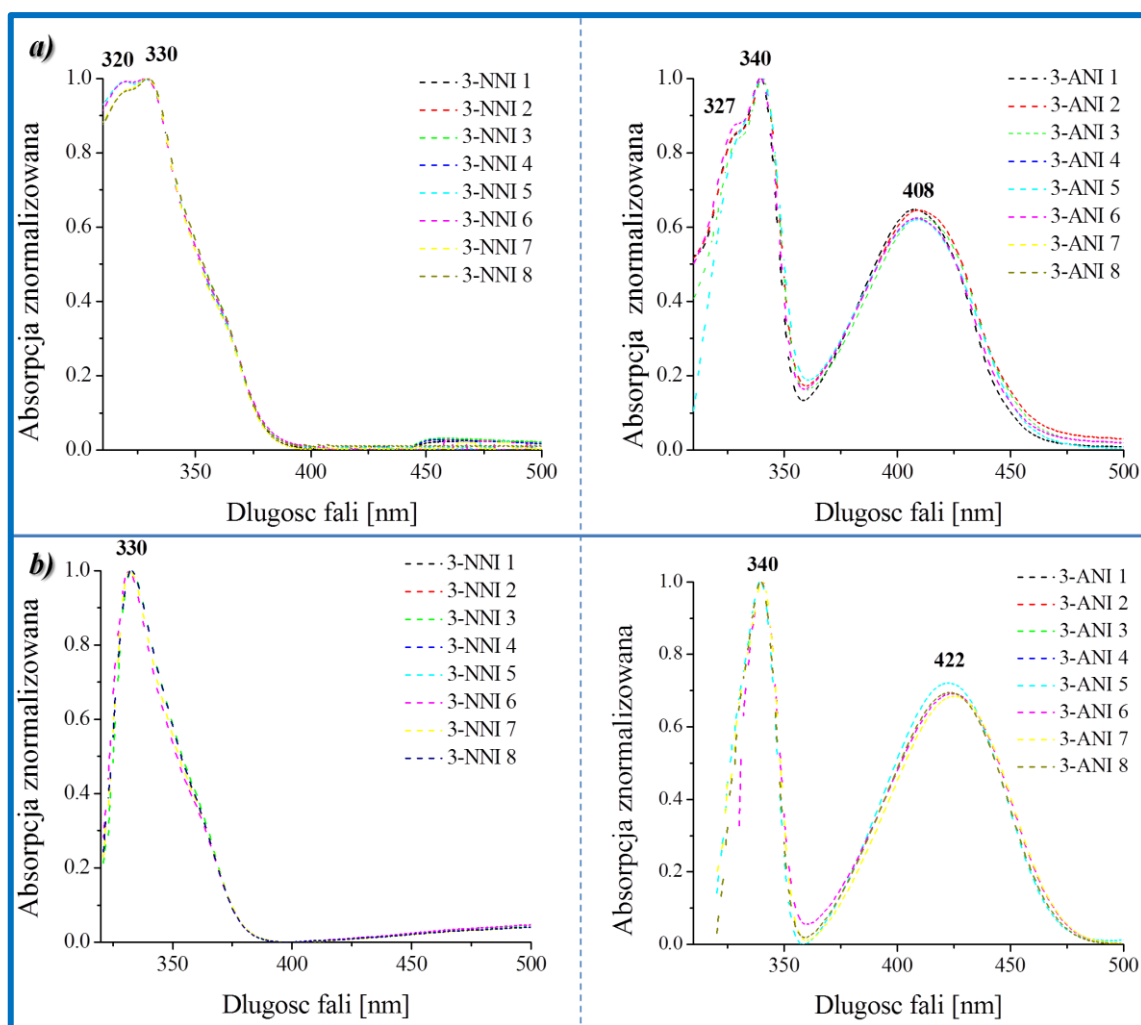 a)
320 330
Absorpcja znormalizowana
1.0
0.8
0.6
0.4
0.2
0.0
350 400 450 500
Dlugosc fali [nm]
3-NNI 1
3-NNI 2
3-NNI 3
3-NNI 4
3-NNI 5
3-NNI 6
3-NNI 7
3-NNI 8
340
327
408
Absorpcja znormalizowana
1.0
0.8
0.6
0.4
0.2
0.0
350 400 450 500
Dlugosc fali [nm]
3-ANI 1
3-ANI 2
3-ANI 3
3-ANI 4
3-ANI 5
3-ANI 6
3-ANI 7
3-ANI 8
b)
330
Absorpcja znormalizowana
1.0
0.8
0.6
0.4
0.2
0.0
350 400 450 500
Dlugosc fali [nm]
3-NNI 1
3-NNI 2
3-NNI 3
3-NNI 4
3-NNI 5
3-NNI 6
3-NNI 7
3-NNI 8
340
422
Absorpcja znormalizowana
1.0
0.8
0.6
0.4
0.2
0.0
350 400 450 500
Dlugosc fali [nm]
3-ANI 1
3-ANI 2
3-ANI 3
3-ANI 4
3-ANI 5
3-ANI 6
3-ANI 7
3-ANI 8